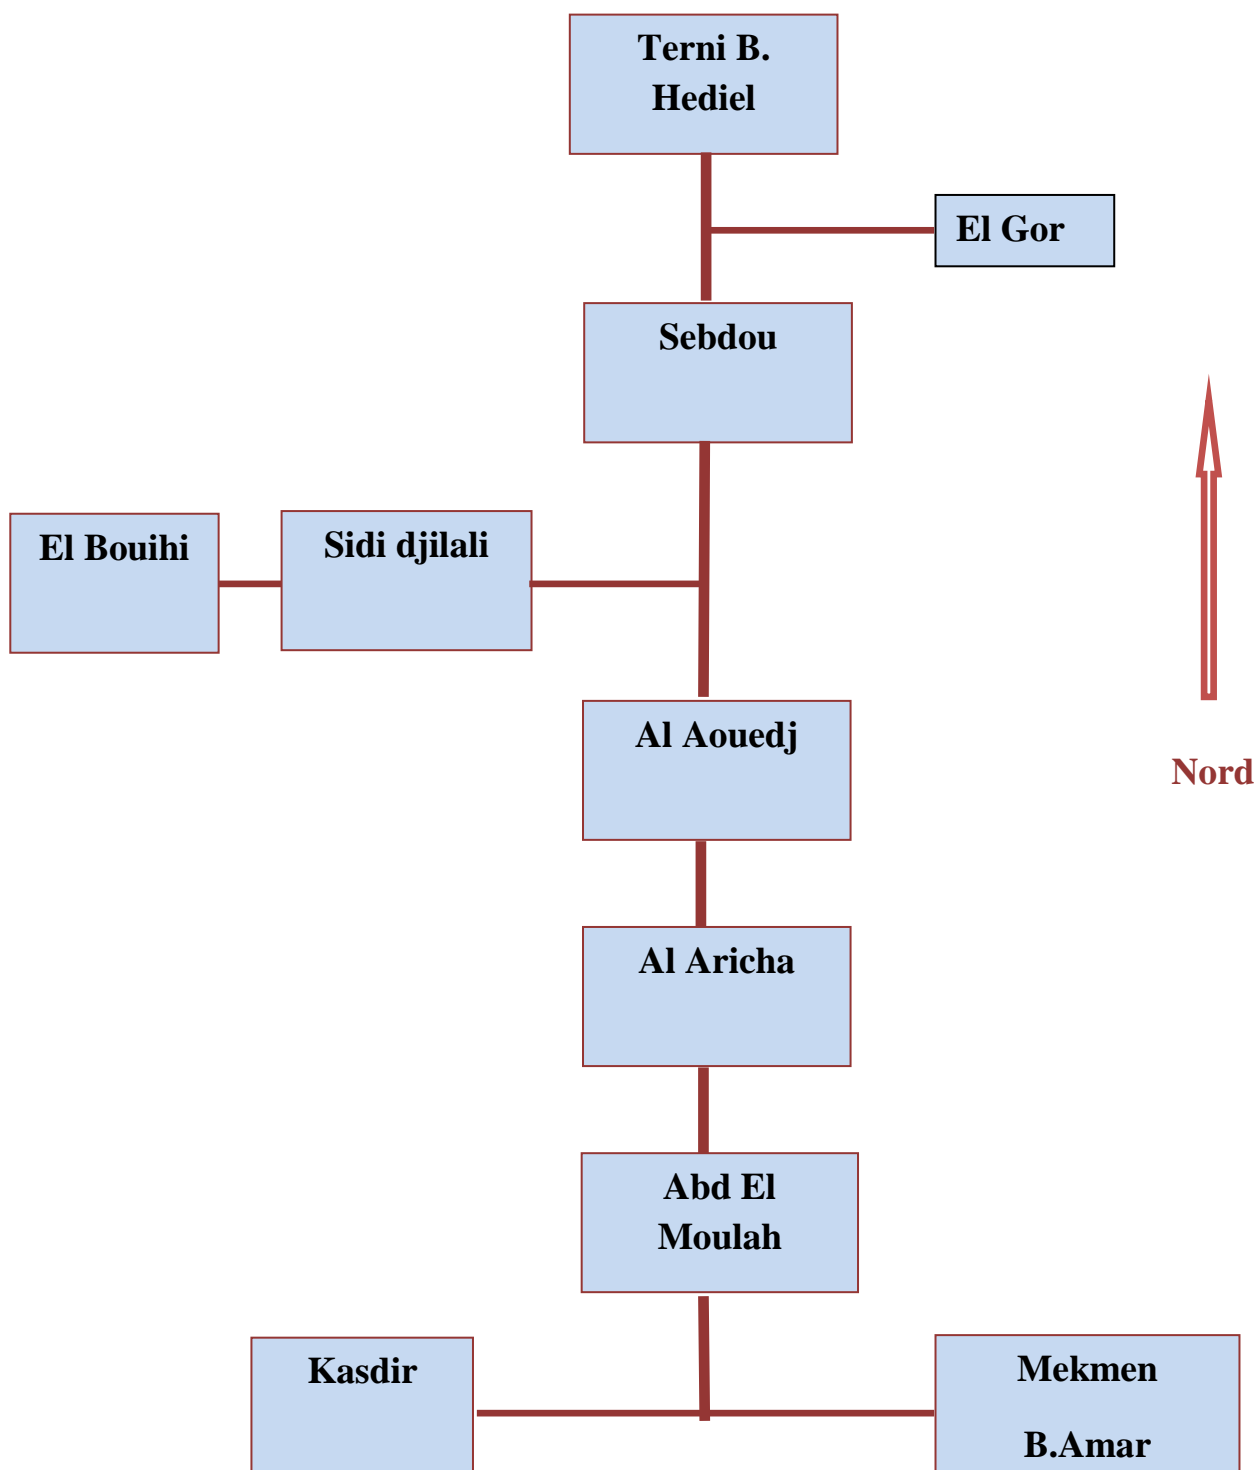 Terni B.
Hediel
El Gor
Sebdou
El Bouihi
Sidi djilali
Al Aouedj
Nord
Al Aricha
Abd El
Moulah
Kasdir
Mekmen
B.Amar